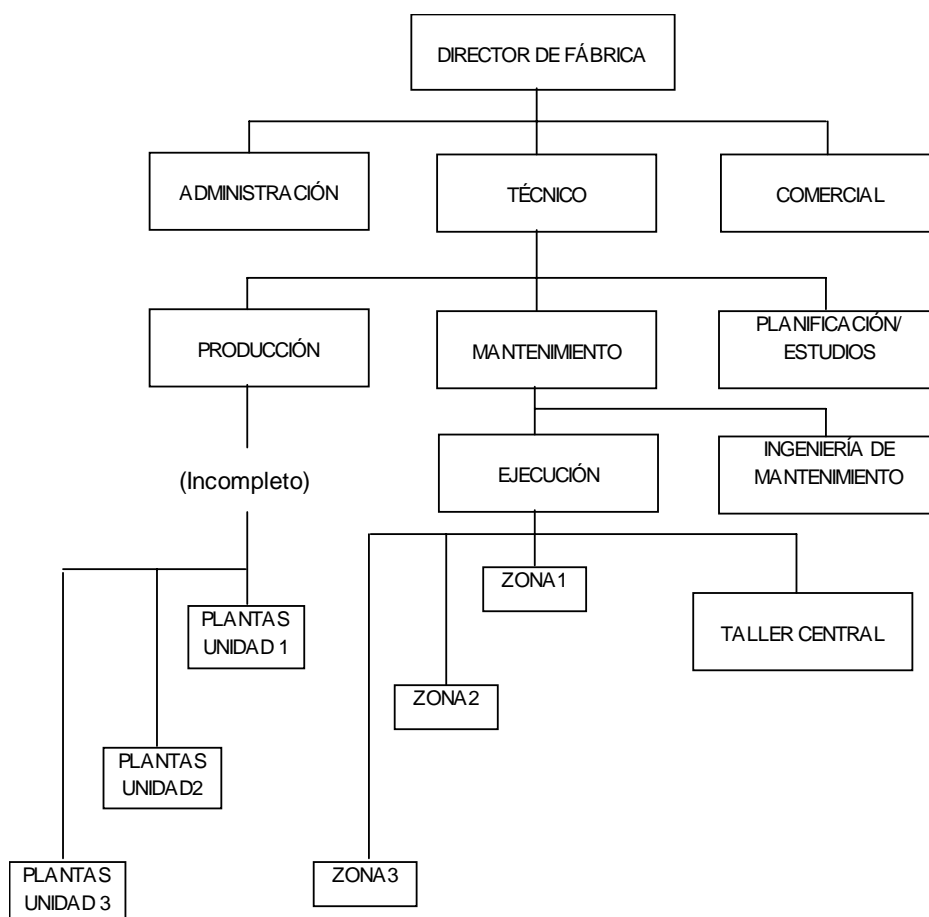 DIRECTOR DE FÁBRICA
ADMINISTRACIÓN
TÉCNICO
COMERCIAL
PRODUCCIÓN
MANTENIMIENTO
PLANIFICACIÓN/
ESTUDIOS
(Incompleto)
EJECUCIÓN
INGENIERÍA DE
MANTENIMIENTO
PLANTAS
UNIDAD 1
ZONA1
TALLER CENTRAL
ZONA2
PLANTAS
UNIDAD2
PLANTAS
UNIDAD 3
ZONA3